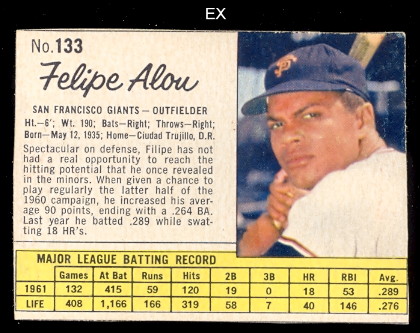 EX
No. 133
Felipe Alou
SAN FRANCISCO GIANTS — OUTFIELDER
Ht.—6'; Wt. 190; Bats—Right; Throws—Right;
Born—May 12, 1935; Home—Ciudad Trujillo, D.R.
Spectacular on defense, Filipe has not
had a real opportunity to reach the
hitting potential that he once revealed
in the minors. When given a chance to
play regularly the latter half of the
1960 campaign, he increased his aver-
age 90 points, ending with a .264 BA.
Last year he batted .289 while swat-
ting 18 HR's.
MAJOR LEAGUE BATTING RECORD
Games At Bat Runs Hits 2B 3B HR RBI Avg.
1961 132 415 59 120 19 0 18 53 .289
LIFE 408 1,166 166 319 58 7 40 146 .276